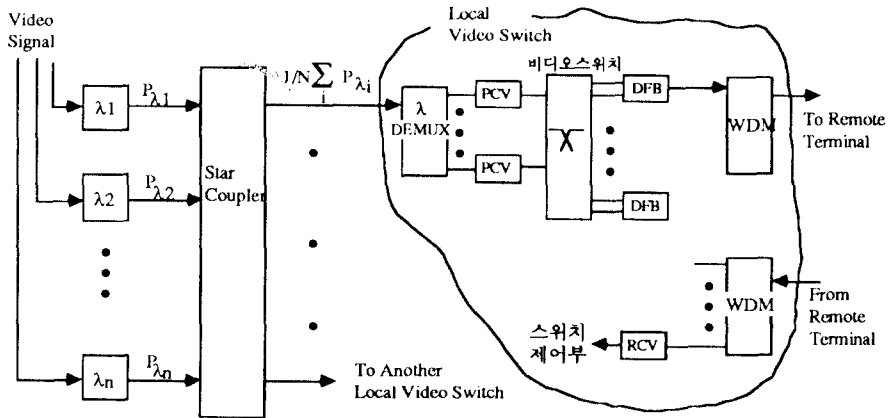 Video
Signal
λ1
Pλ1
λ2
Pλ2
λn
Pλn
Star
Coupler
1/N∑ Pλi
i
To Another
Local Video Switch
Local
Video Switch
λ
DEMUX
PCV
PCV
비디오스위치
DFB
DFB
WDM
To Remote
Terminal
WDM
From
Remote
Terminal
RCV
스위치
제어부